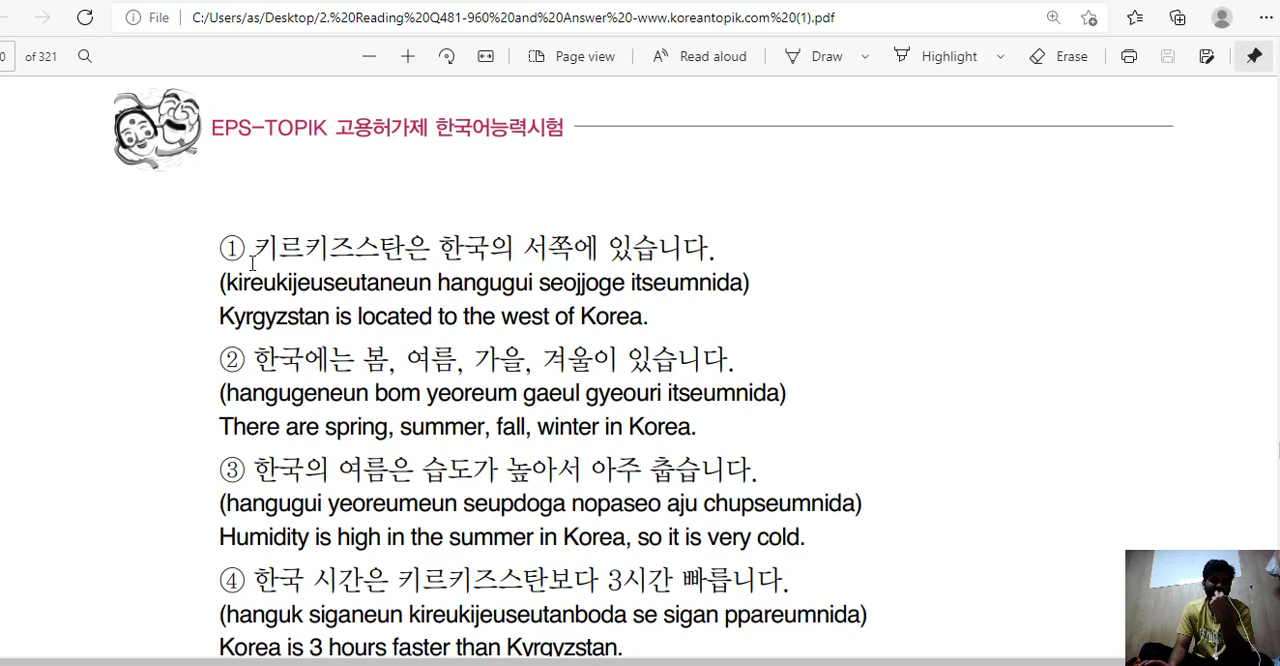 File C:/Users/as/Desktop/2.%20Reading%20Q481-960%20and%20Answer%20-www.koreantopik.com%20(1).pdf
0 of 321 Page view Read aloud Draw Highlight Erase
EPS-TOPIK 고용허가제 한국어능력시험
① 키르키즈스탄은 한국의 서쪽에 있습니다.
(kireukijeuseutaneun hangugui seojjoge itseumnida)
Kyrgyzstan is located to the west of Korea.
② 한국에는 봄, 여름, 가을, 겨울이 있습니다.
(hangugeneun bom yeoreum gaeul gyeouri itseumnida)
There are spring, summer, fall, winter in Korea.
③ 한국의 여름은 습도가 높아서 아주 춥습니다.
(hangugui yeoreumeun seupdoga nopaseo aju chupseumnida)
Humidity is high in the summer in Korea, so it is very cold.
④ 한국 시간은 키르키즈스탄보다 3시간 빠릅니다.
(hanguk siganeun kireukijeuseutanboda se sigan ppareumnida)
Korea is 3 hours faster than Kyrgyzstan.